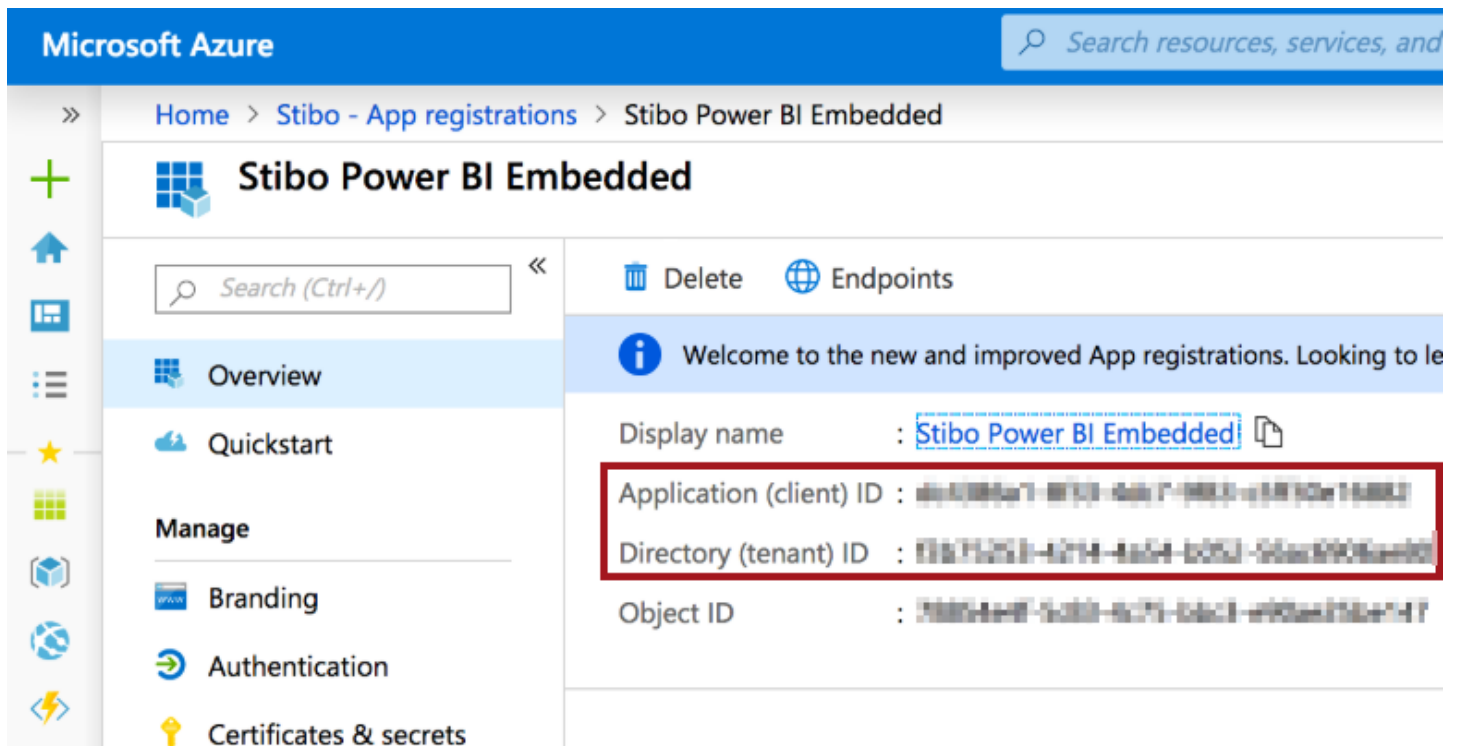 Microsoft Azure
Search resources, services, and
Home > Stibo - App registrations > Stibo Power BI Embedded
Stibo Power BI Embedded
Search (Ctrl+/)
Delete Endpoints
Welcome to the new and improved App registrations. Looking to le
Overview
Quickstart
Manage
Branding
Authentication
Certificates & secrets
Display name : Stibo Power BI Embedded
Application (client) ID :
Directory (tenant) ID :
Object ID :